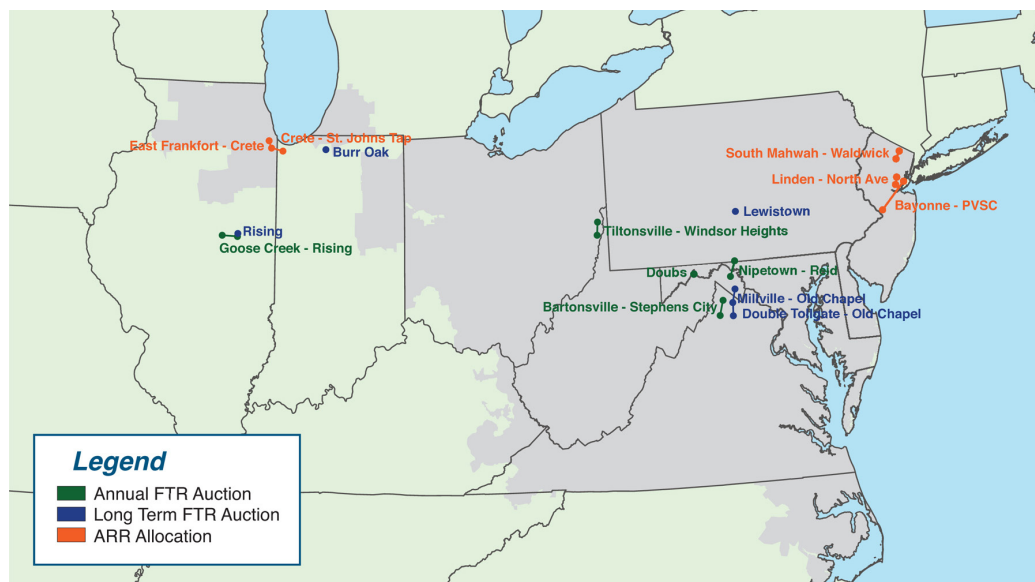 Crete - St. Johns Tap
East Frankfort - Crete
Burr Oak
South Mahwah - Waldwick
Linden - North Ave
Bayonne - PVSC
Lewistown
Rising
Goose Creek - Rising
Tiltonsville - Windsor Heights
Doubs
Nipetown - Reid
Millville - Old Chapel
Bartonsville - Stephens City
Double Tollgate - Old Chapel
Legend
Annual FTR Auction
Long Term FTR Auction
ARR Allocation